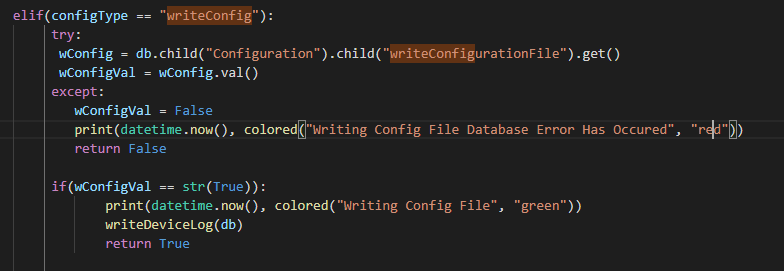 elif(configType == "writeConfig"):
try:
wConfig = db.child("Configuration").child("writeConfigurationFile").get()
wConfigVal = wConfig.val()
except:
wConfigVal = False
print(datetime.now(), colored("Writing Config File Database Error Has Occured", "red"))
return False
if(wConfigVal == str(True)):
print(datetime.now(), colored("Writing Config File", "green"))
writeDeviceLog(db)
return True